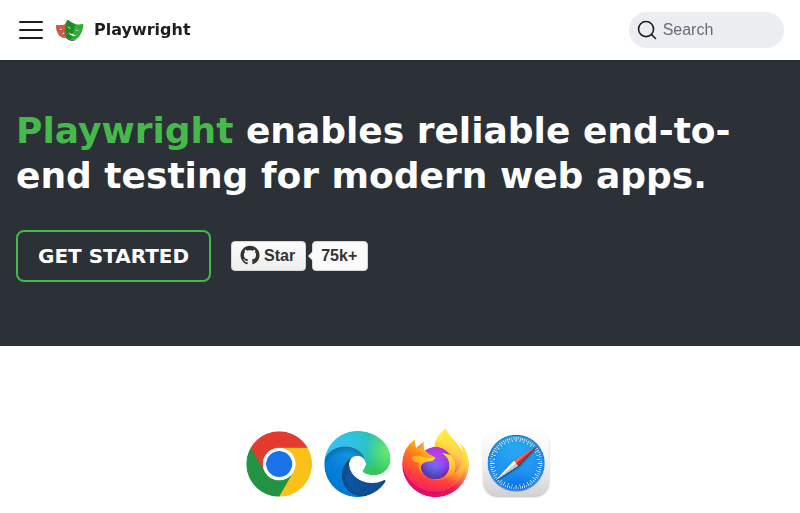 Playwright
Search
Playwright enables reliable end-to-
end testing for modern web apps.
GET STARTED
Star
75k+